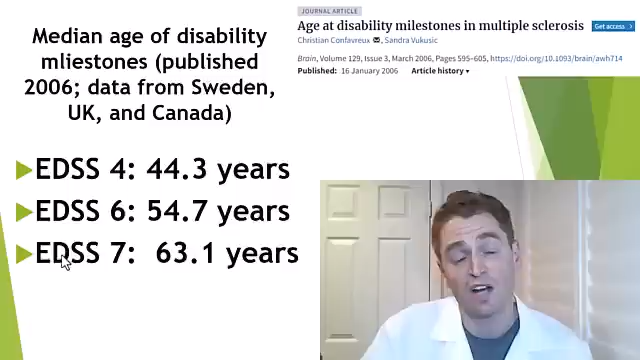 Median age of disability
mliestones (published
2006; data from Sweden,
UK, and Canada)
EDSS 4: 44.3 years
EDSS 6: 54.7 years
EDSS 7: 63.1 years
JOURNAL ARTICLE
Age at disability milestones in multiple sclerosis
Get access >
Christian Confavreux, Sandra Vukusic
Brain, Volume 129, Issue 3, March 2006, Pages 595–605, https://doi.org/10.1093/brain/awh714
Published: 16 January 2006 Article history